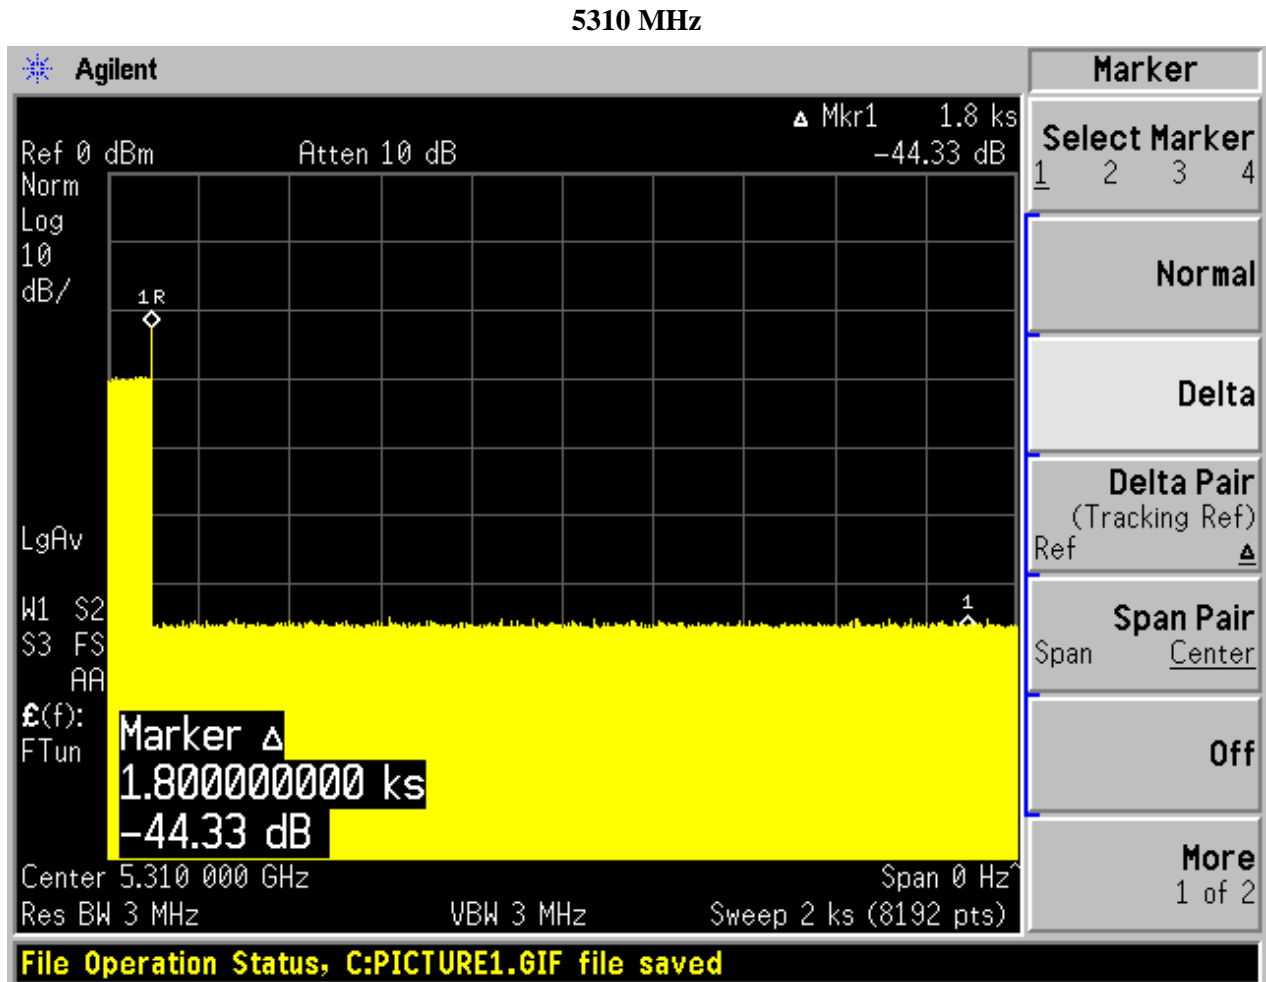 5310 MHz
Agilent
Marker
Δ Mkr1 1.8 ks
Ref 0 dBm Atten 10 dB -44.33 dB
Norm
Log
10
dB/
1R
LgAv
1
W1 S2
S3 FS
AA
£(f):
FTun
Marker Δ
1.800000000 ks
-44.33 dB
Center 5.310 000 GHz Span 0 Hz^
Res BW 3 MHz VBW 3 MHz Sweep 2 ks (8192 pts)
Select Marker
1 2 3 4
Normal
Delta
Delta Pair
(Tracking Ref)
Ref Δ
Span Pair
Span Center
Off
More
1 of 2
File Operation Status, C:PICTURE1.GIF file saved